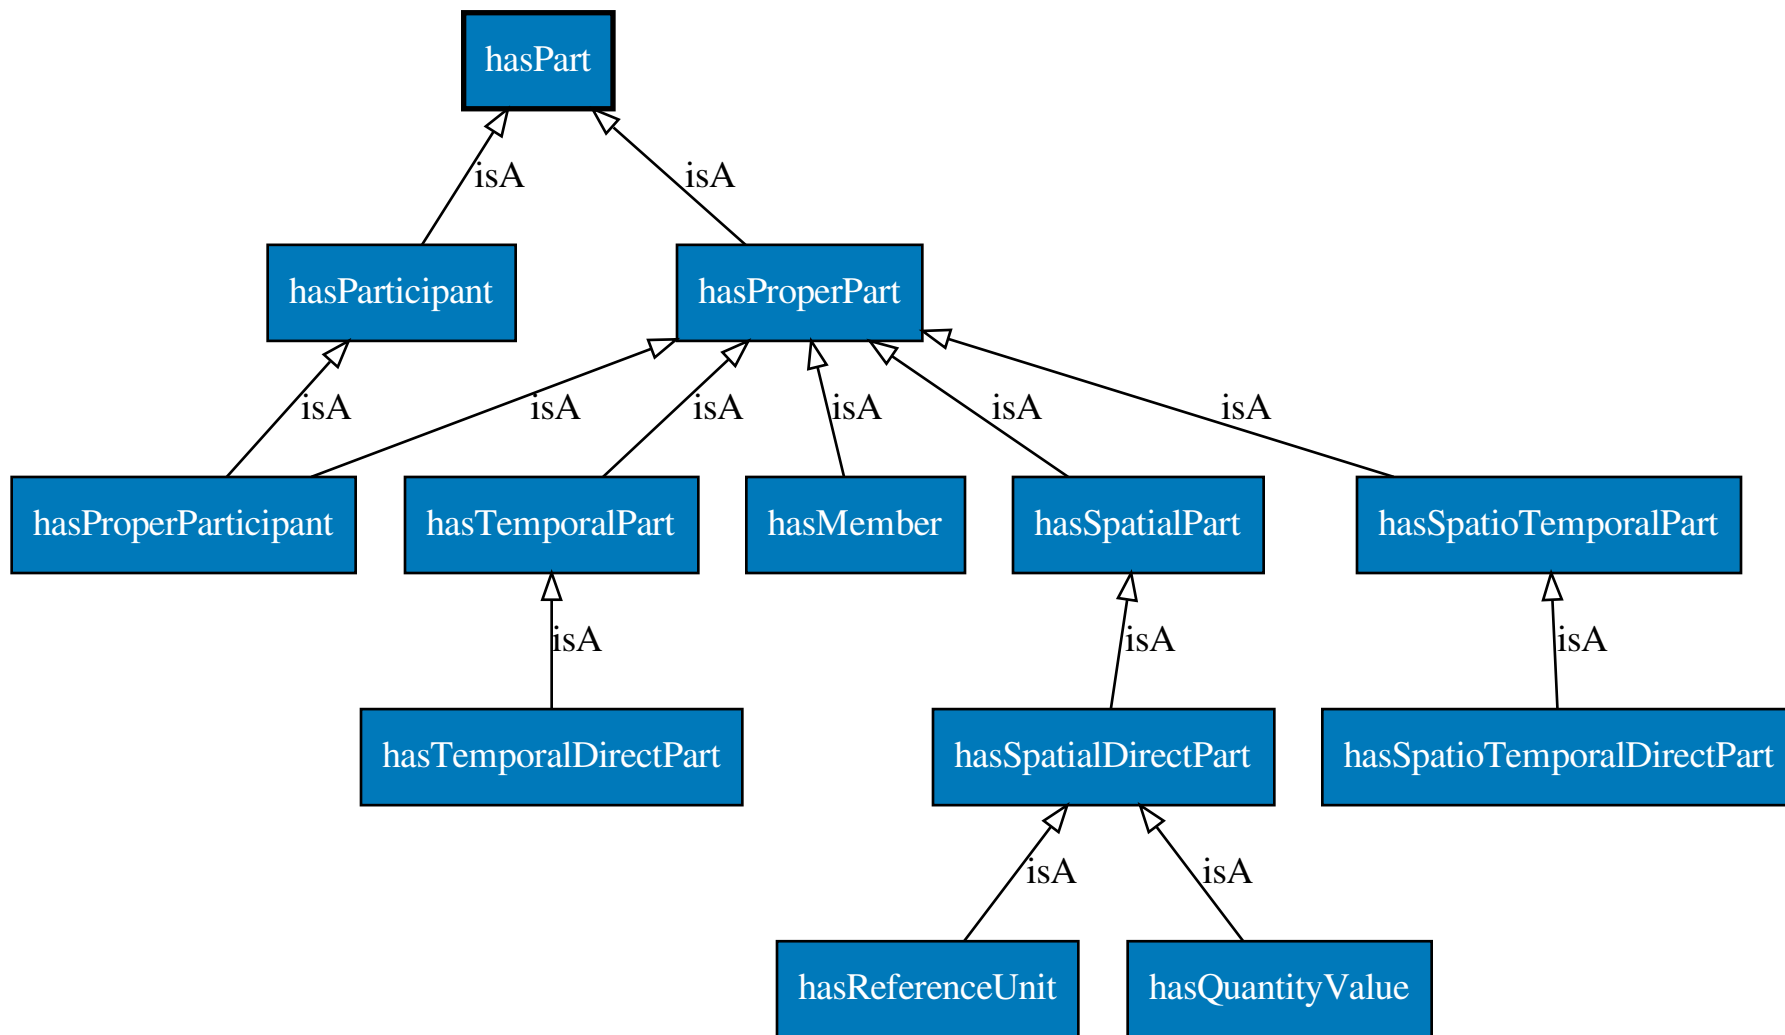 hasPart
isA
isA
hasParticipant
hasProperPart
isA
isA
isA
isA
isA
isA
hasProperParticipant
hasTemporalPart
hasMember
hasSpatialPart
hasSpatioTemporalPart
isA
isA
isA
hasTemporalDirectPart
hasSpatialDirectPart
hasSpatioTemporalDirectPart
isA
isA
hasReferenceUnit
hasQuantityValue